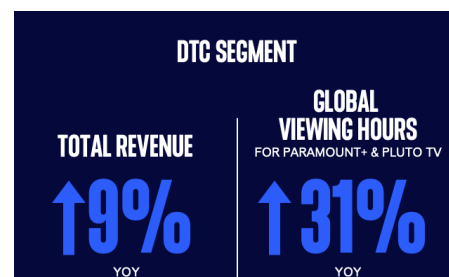 DTC SEGMENT
TOTAL REVENUE
↑9%
YOY
GLOBAL
VIEWING HOURS
FOR PARAMOUNT+ & PLUTO TV
↑31%
YOY